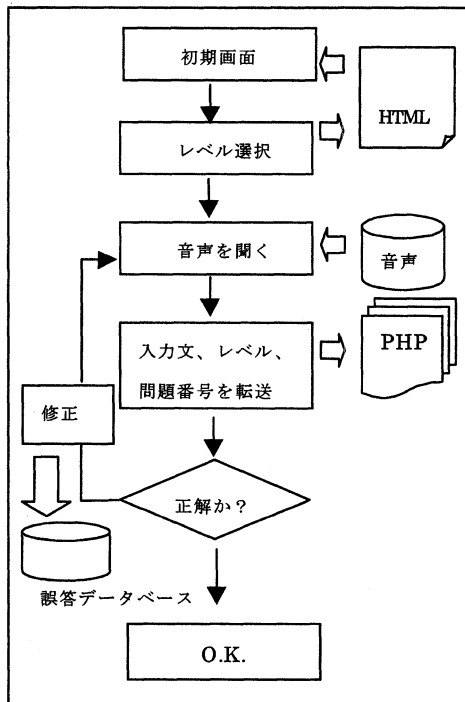 初期画面
HTML
レベル選択
音声を聞く
音声
入力文、レベル、
問題番号を転送
PHP
修正
正解か？
誤答データベース
O.K.